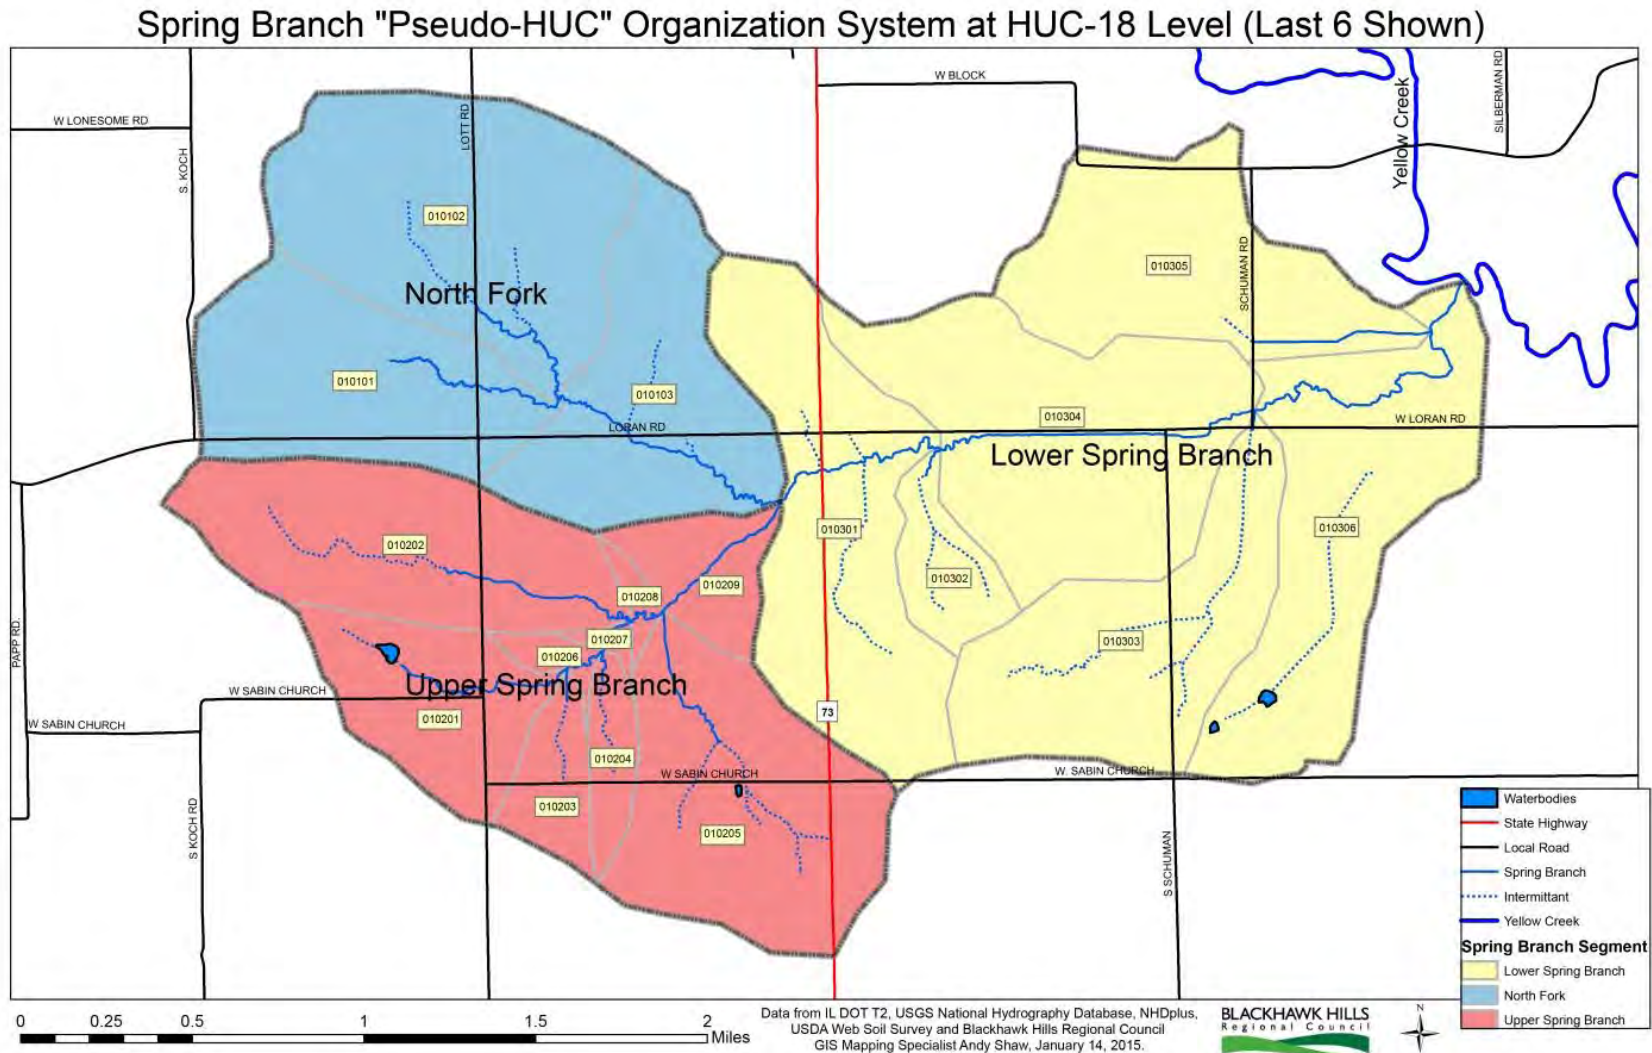 Spring Branch "Pseudo-HUC" Organization System at HUC-18 Level (Last 6 Shown)
W BLOCK
W LONESOME RD
S. KOCH
LOTT RD
Yellow Creek
SILBERMAN RD
010102
010305
SCHUMAN RD
North Fork
010101
010103
010304
LORAN RD
W LORAN RD
Lower Spring Branch
010202
010301
010306
010302
010208
010209
PAPP RD.
010207
010303
010206
Upper Spring Branch
W SABIN CHURCH
W SABIN CHURCH
010201
73
010204
W SABIN CHURCH
W. SABIN CHURCH
010203
010205
S KOCH RD
S SCHUMAN
Waterbodies
State Highway
Local Road
Spring Branch
Intermittant
Yellow Creek
Spring Branch Segment
Lower Spring Branch
North Fork
Upper Spring Branch
0 0.25 0.5 1 1.5 2
Miles
Data from IL DOT T2, USGS National Hydrography Database, NHDplus,
USDA Web Soil Survey and Blackhawk Hills Regional Council
GIS Mapping Specialist Andy Shaw, January 14, 2015.
BLACKHAWK HILLS
Regional Council
N